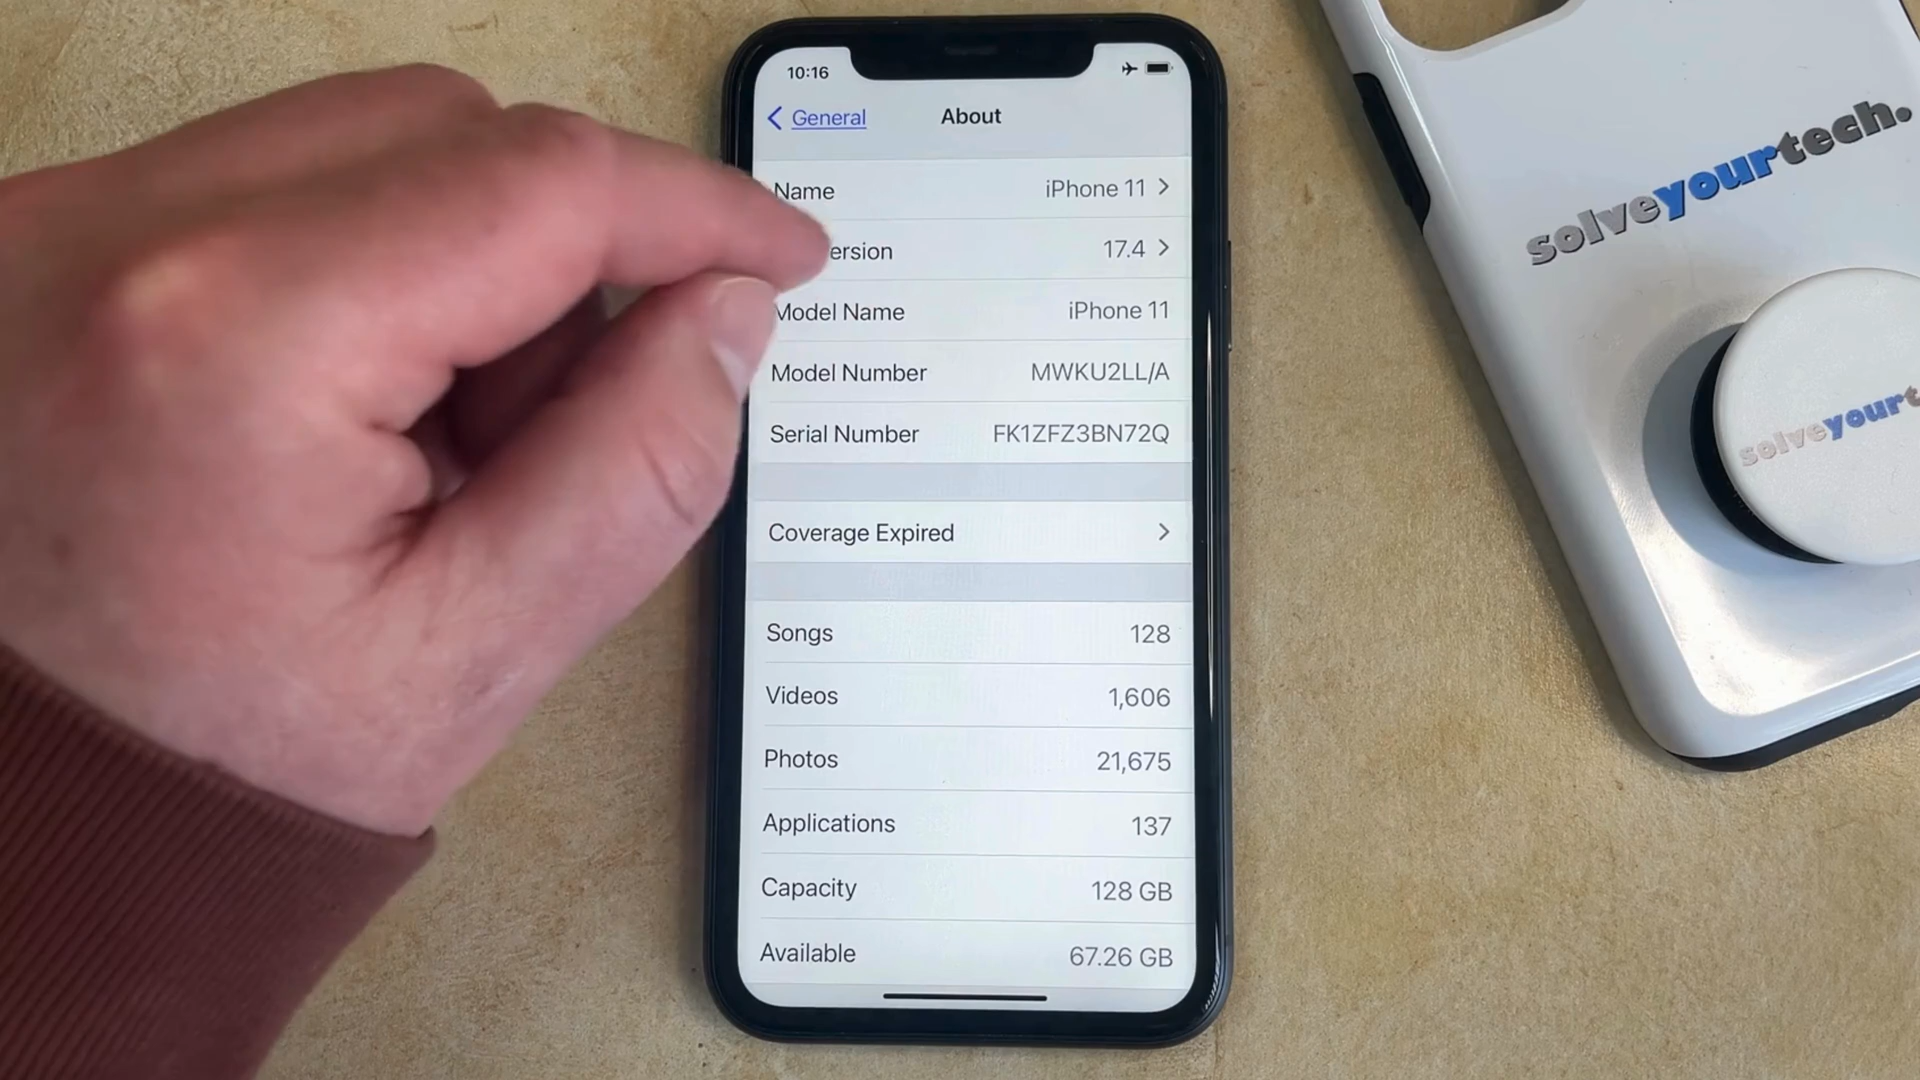 10:16
General
About
Name iPhone 11
ersion 17.4
Model Name iPhone 11
Model Number MWKU2LL/A
Serial Number FK1ZFZ3BN72Q
Coverage Expired
Songs 128
Videos 1,606
Photos 21,675
Applications 137
Capacity 128 GB
Available 67.26 GB
solveyourtech.
solveyourt